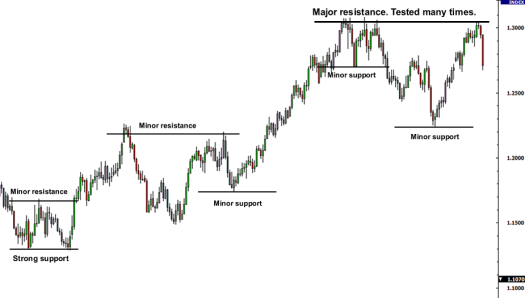 INDEX
Major resistance. Tested many times.
1.3000
Minor support
1.2500
Minor resistance
Minor support
1.2000
Minor resistance
Minor support
1.1500
Strong support
1.1070
1.1000